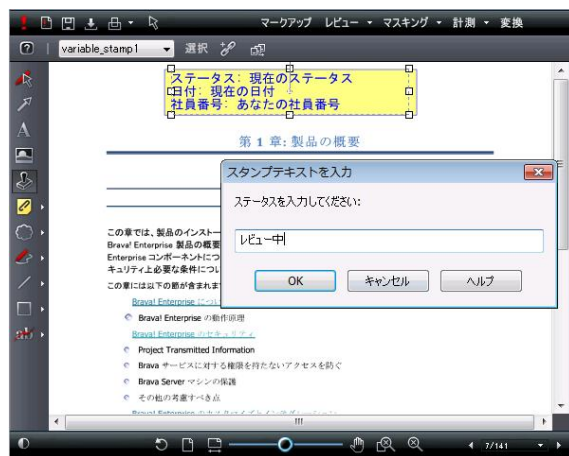 マークアップ レビュー マスキング 計測 変換
variable_stamp1 選択
ステータス: 現在のステータス
日付: 現在の日付
社員番号: あなたの社員番号
第 1 章: 製品の概要
スタンプテキストを入力
ステータスを入力してください:
レビュー中
OK キャンセル ヘルプ
この章では、製品のインストー
Brava! Enterprise 製品の概要
Enterprise コンポーネントにつ
キュリティ上必要な条件につい
この章には以下の節が含まれま
Brava! Enterprise につい
Brava! Enterprise の動作原理
Brava! Enterprise のセキュリティ
Project Transmitted Information
Brava サービスに対する権限を持たないアクセスを防ぐ
Brava Server マシンの保護
その他の考慮すべき点
7/141